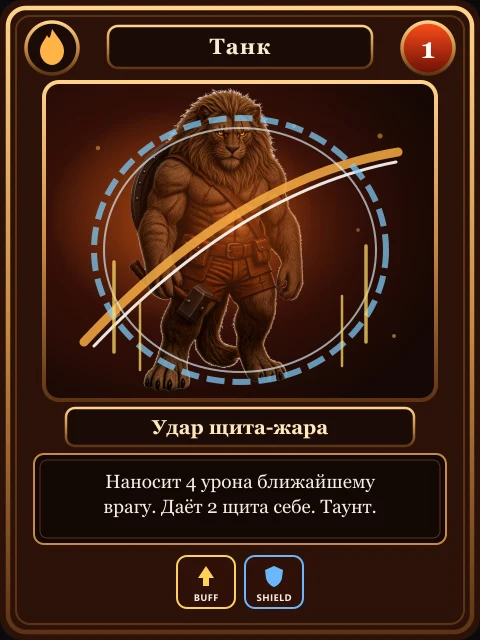 Танк
1
Удар щита-жара
Наносит 4 урона ближайшему
врагу. Даёт 2 щита себе. Таунт.
BUFF
SHIELD